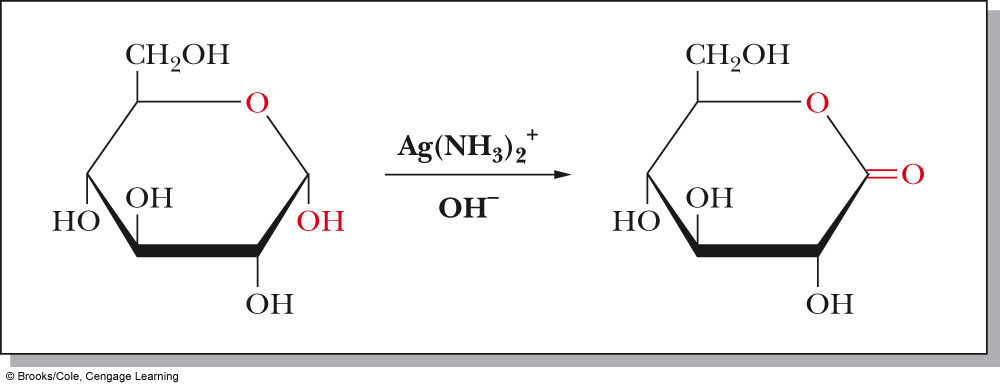 CH₂OH
O
OH
HO
OH
OH
Ag(NH₃)₂⁺
OH⁻
CH₂OH
O
O
OH
HO
OH
© Brooks/Cole, Cengage Learning